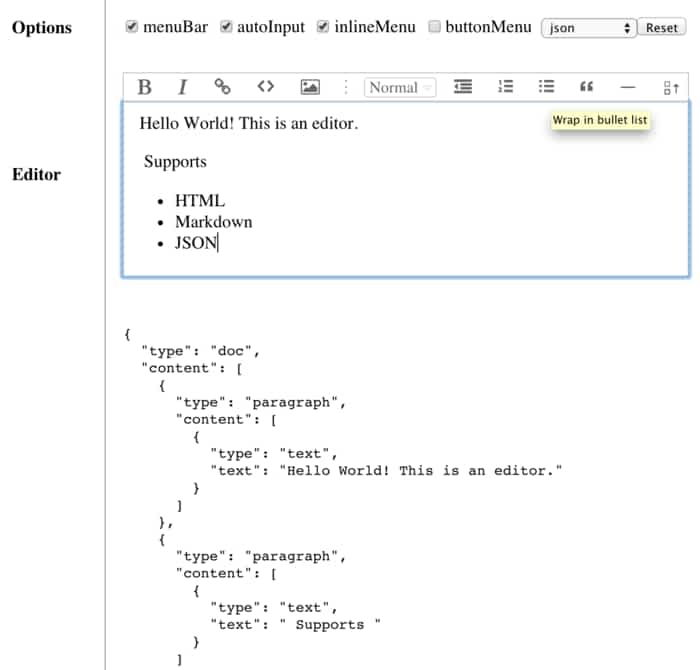 Options menuBar autoInput inlineMenu buttonMenu json Reset
B I <> Normal
Hello World! This is an editor.
Wrap in bullet list
Supports
Editor
• HTML
• Markdown
• JSON
{
"type": "doc",
"content": [
{
"type": "paragraph",
"content": [
{
"type": "text",
"text": "Hello World! This is an editor."
}
]
},
{
"type": "paragraph",
"content": [
{
"type": "text",
"text": " Supports "
}
]